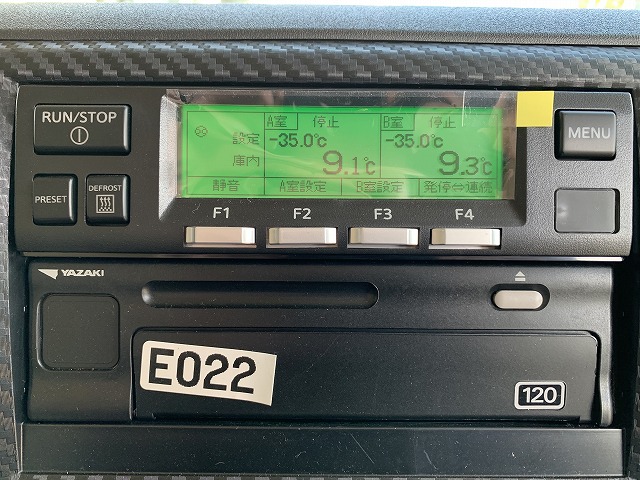 RUN/STOP
A室 停止 B室 停止
設定 -35.0℃ -35.0℃
庫内 9.1℃ 9.3℃
静音 A室設定 B室設定 発停⇔連続
MENU
PRESET DEFROST
F1 F2 F3 F4
YAZAKI
E022
120